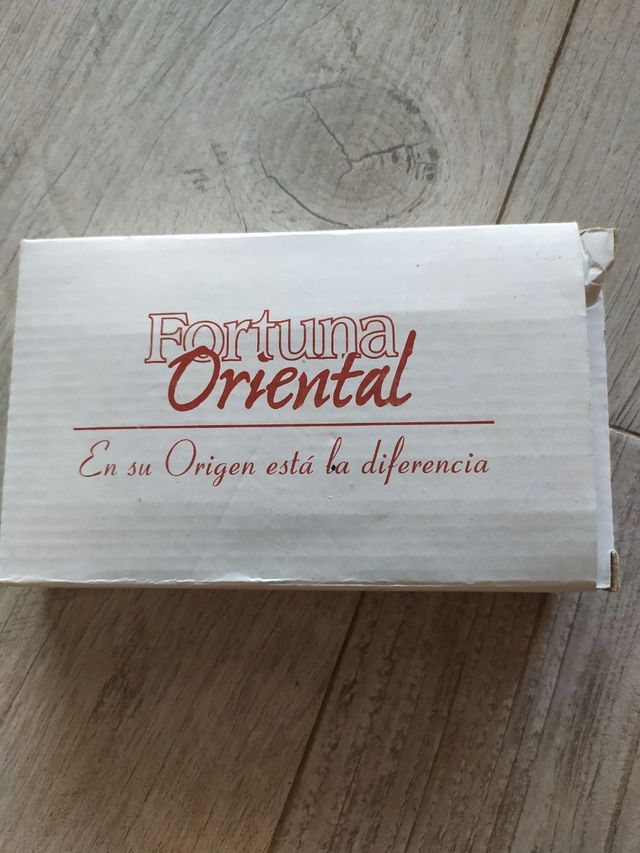 Fortuna
Oriental
En su Origen está la diferencia